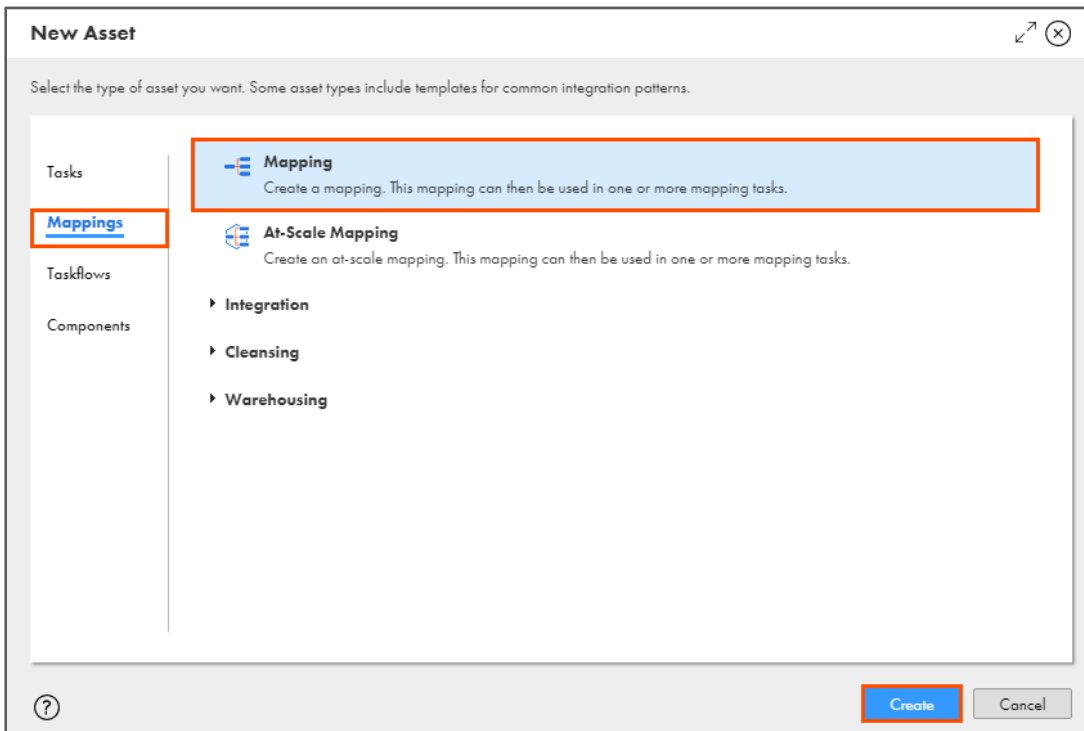 New Asset
Select the type of asset you want. Some asset types include templates for common integration patterns.
Tasks
Mappings
Taskflows
Components
Mapping
Create a mapping. This mapping can then be used in one or more mapping tasks.
At-Scale Mapping
Create an at-scale mapping. This mapping can then be used in one or more mapping tasks.
Integration
Cleansing
Warehousing
?
Create
Cancel